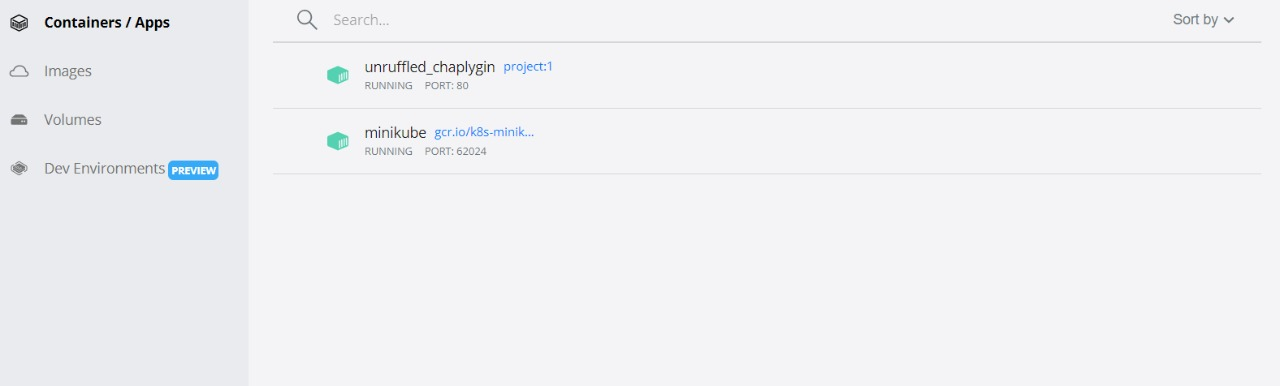 Containers / Apps
Images
Volumes
Dev Environments PREVIEW
Search...
Sort by
unruffled_chaplygin project:1
RUNNING PORT: 80
minikube gcr.io/k8s-minik...
RUNNING PORT: 62024